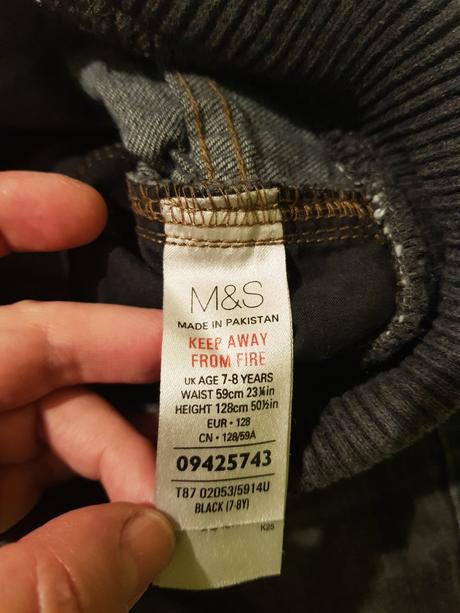 M&S
MADE IN PAKISTAN
KEEP AWAY
FROM FIRE
UK AGE 7-8 YEARS
WAIST 59cm 23¼in
HEIGHT 128cm 50½in
EUR • 128
CN • 128/59A
09425743
T87 02053/5914U
BLACK (7-8Y)
K25